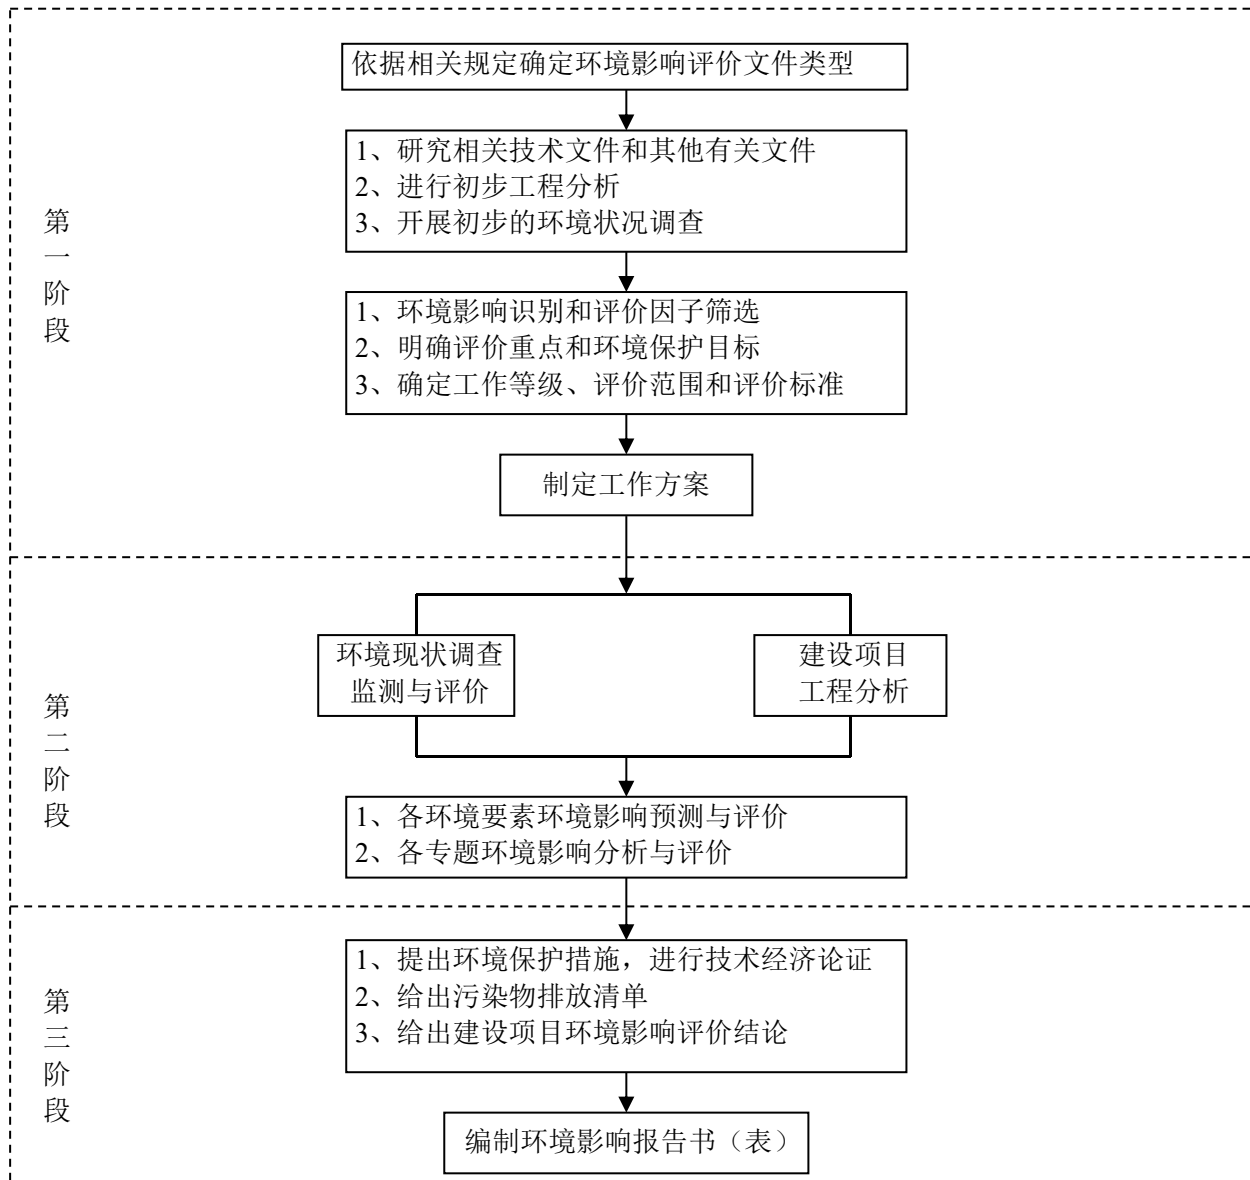 依据相关规定确定环境影响评价文件类型
1、研究相关技术文件和其他有关文件
2、进行初步工程分析
3、开展初步的环境状况调查
第一阶段
1、环境影响识别和评价因子筛选
2、明确评价重点和环境保护目标
3、确定工作等级、评价范围和评价标准
制定工作方案
环境现状调查
监测与评价
建设项目
工程分析
第二阶段
1、各环境要素环境影响预测与评价
2、各专题环境影响分析与评价
1、提出环境保护措施，进行技术经济论证
2、给出污染物排放清单
3、给出建设项目环境影响评价结论
第三阶段
编制环境影响报告书（表）